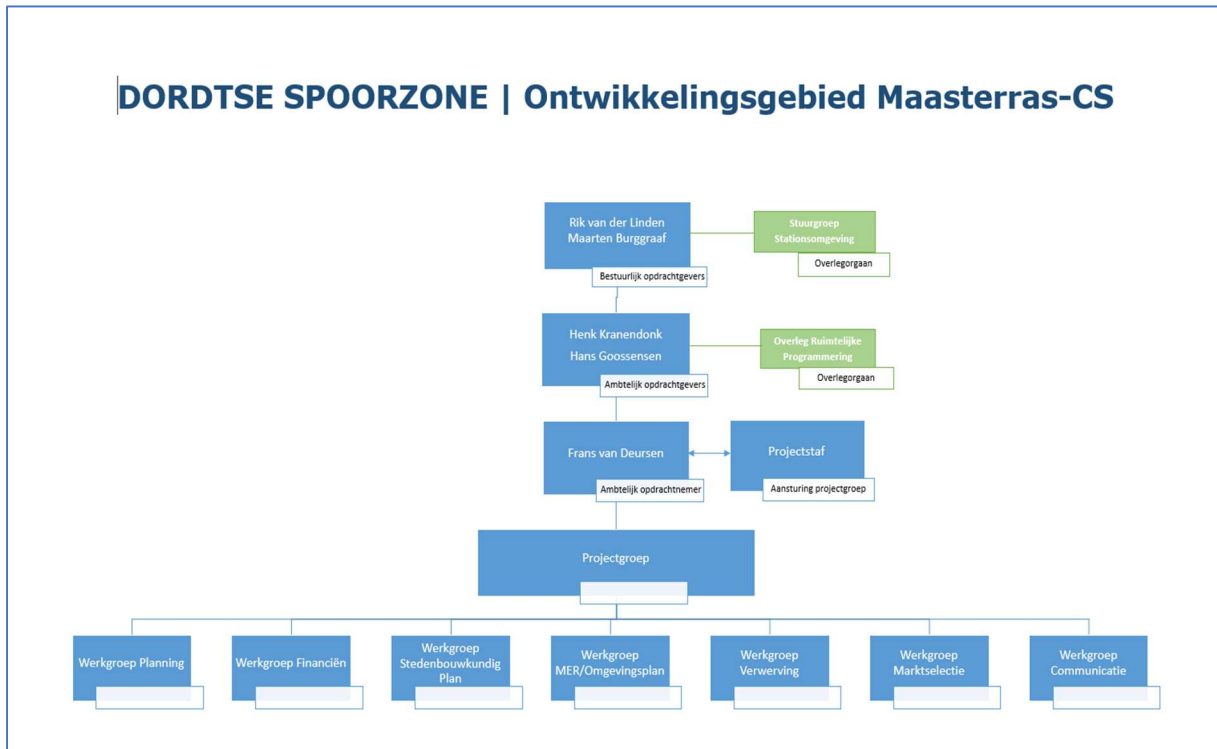 DORDTSE SPOORZONE | Ontwikkelingsgebied Maasterras-CS
Rik van der Linden
Maarten Burggraaf
Bestuurlijk opdrachtgevers
Stuurgroep
Stationsomgeving
Overlegorgaan
Henk Kranendonk
Hans Goossensen
Ambtelijk opdrachtgevers
Overleg Ruimtelijke
Programmering
Overlegorgaan
Frans van Deursen
Ambtelijk opdrachtnemer
Projectstaf
Aansturing projectgroep
Projectgroep
Werkgroep Planning
Werkgroep Financiën
Werkgroep
Stedenbouwkundig
Plan
Werkgroep
MER/Omgevingsplan
Werkgroep
Verwerving
Werkgroep
Marktselectie
Werkgroep
Communicatie